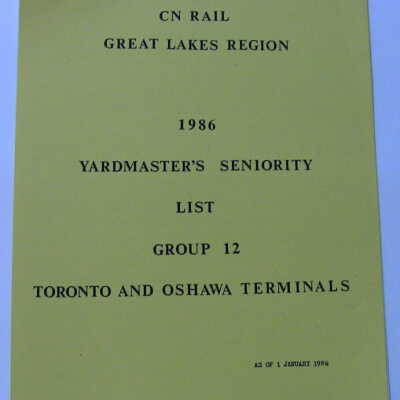 CN RAIL
GREAT LAKES REGION
1986
YARDMASTER'S SENIORITY
LIST
GROUP 12
TORONTO AND OSHAWA TERMINALS
AS OF 1 JANUARY 1986